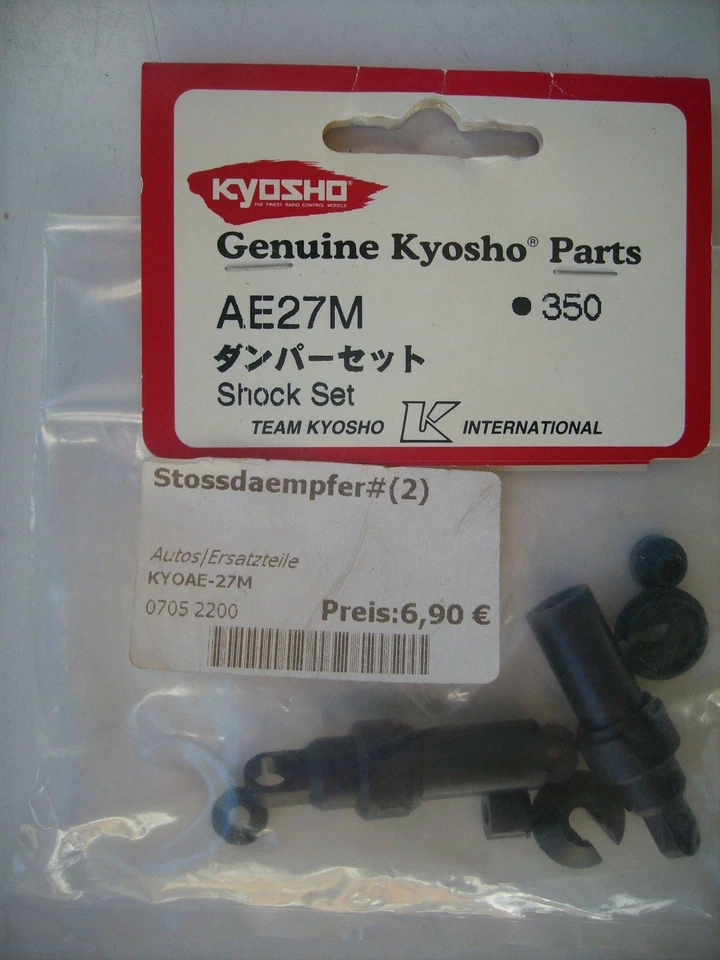 KYOSHO®
THE FINEST RADIO CONTROL MODELS
Genuine Kyosho® Parts
AE27M ● 350
ダンパーセット
Shock Set
TEAM KYOSHO K INTERNATIONAL
Stossdaempfer#(2)
Autos/Ersatzteile
KYOAE-27M
0705 2200 Preis:6,90 €